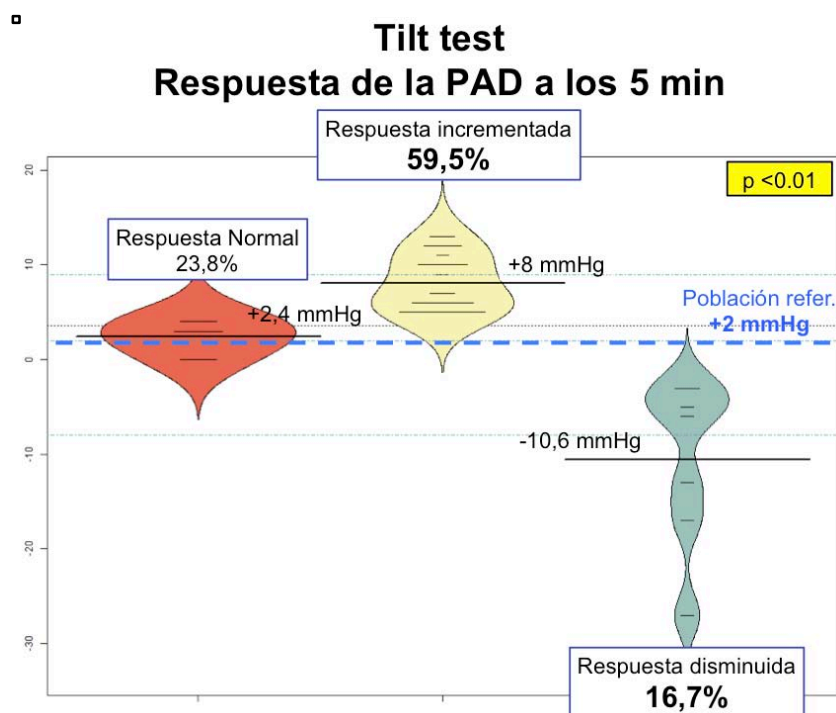 Tilt test
Respuesta de la PAD a los 5 min
Respuesta incrementada
59,5%
p <0.01
Respuesta Normal
23,8%
+8 mmHg
+2,4 mmHg
Población refer.
+2 mmHg
-10,6 mmHg
Respuesta disminuida
16,7%
20
10
0
-10
-20
-30